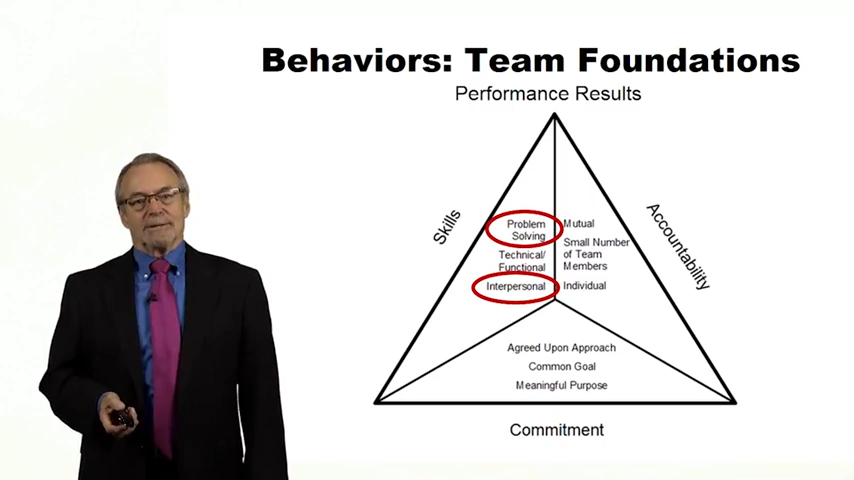 Behaviors: Team Foundations
Performance Results
Skills
Accountability
Problem
Solving
Technical/
Functional
Interpersonal
Mutual
Small Number
of Team
Members
Individual
Agreed Upon Approach
Common Goal
Meaningful Purpose
Commitment